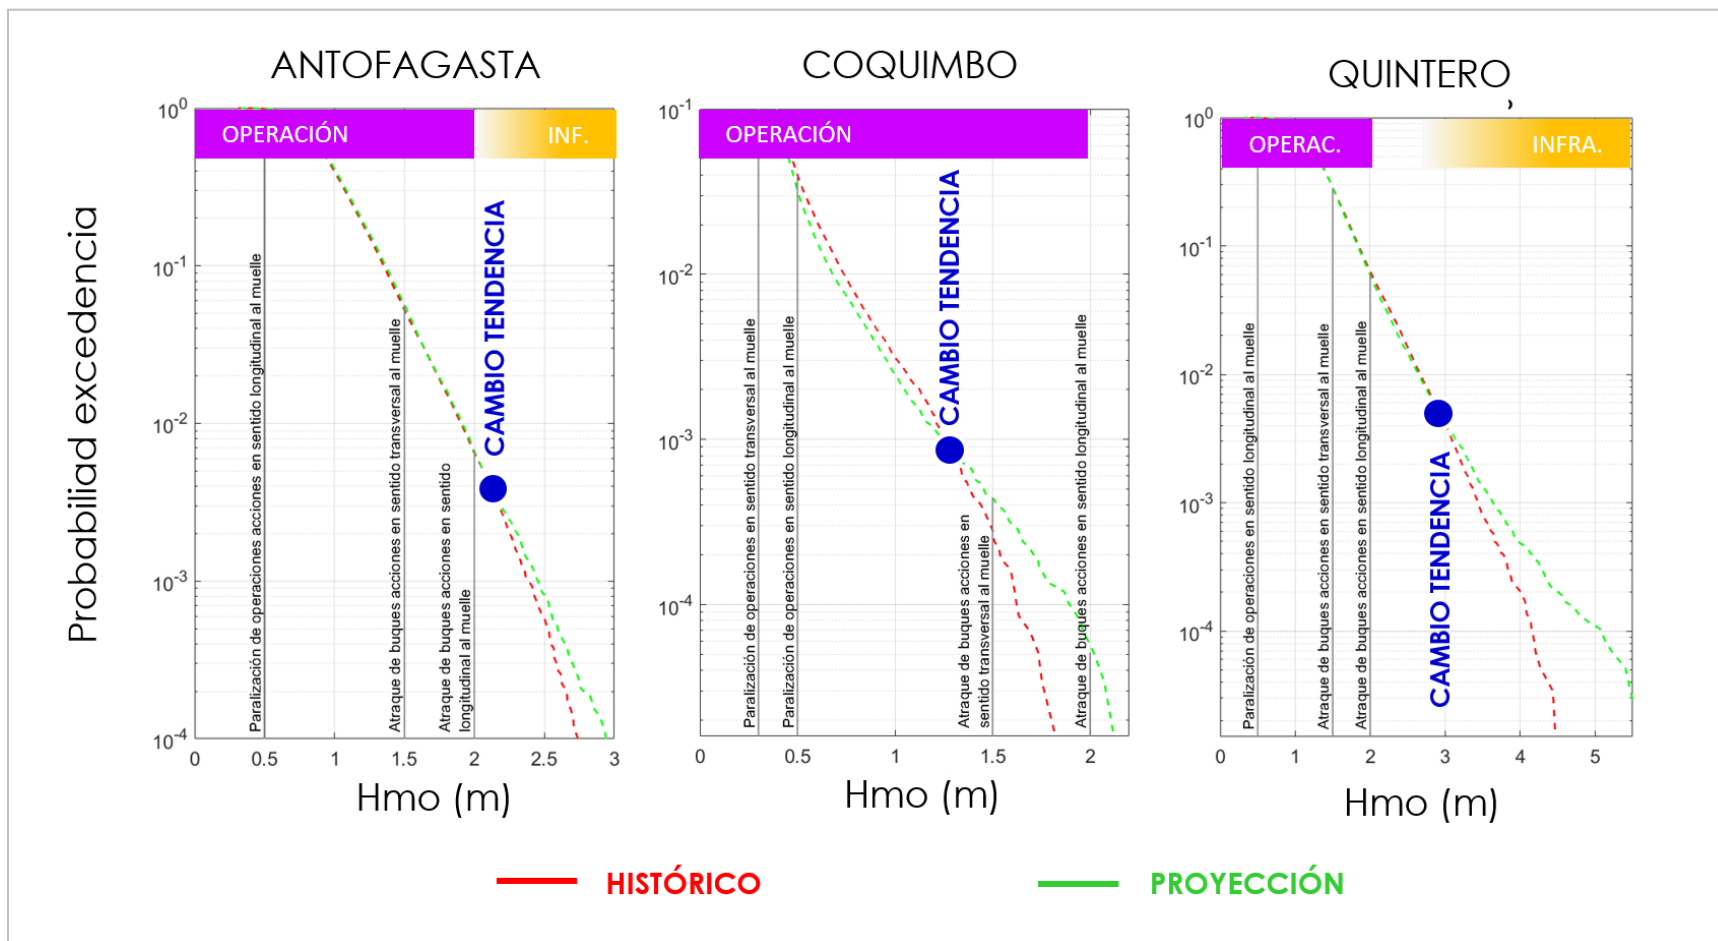 ANTOFAGASTA
COQUIMBO
QUINTERO
,
Probabiliad excedencia
10^0
10^-1
10^-2
10^-3
10^-4
OPERACIÓN
INF.
Paralización de operaciones acciones en sentido longitudinal al muelle
Atraque de buques acciones en sentido transversal al muelle
Atraque de buques acciones en sentido
longitudinal al muelle
CAMBIO TENDENCIA
0
0.5
1
1.5
2
2.5
3
Hmo (m)
10^-1
10^-2
10^-3
10^-4
OPERACIÓN
Paralización de operaciones acciones en sentido transversal al muelle
Paralización de operaciones acciones en sentido longitudinal al muelle
CAMBIO TENDENCIA
Atraque de buques acciones en
sentido transversal al muelle
Atraque de buques acciones en sentido longitudinal al muelle
0
0.5
1
1.5
2
Hmo (m)
10^0
10^-1
10^-2
10^-3
10^-4
OPERAC.
INFRA.
Paralización de operaciones acciones en sentido longitudinal al muelle
Atraque de buques acciones en sentido transversal al muelle
Atraque de buques acciones en sentido longitudinal al muelle
CAMBIO TENDENCIA
0
1
2
3
4
5
Hmo (m)
HISTÓRICO
PROYECCIÓN